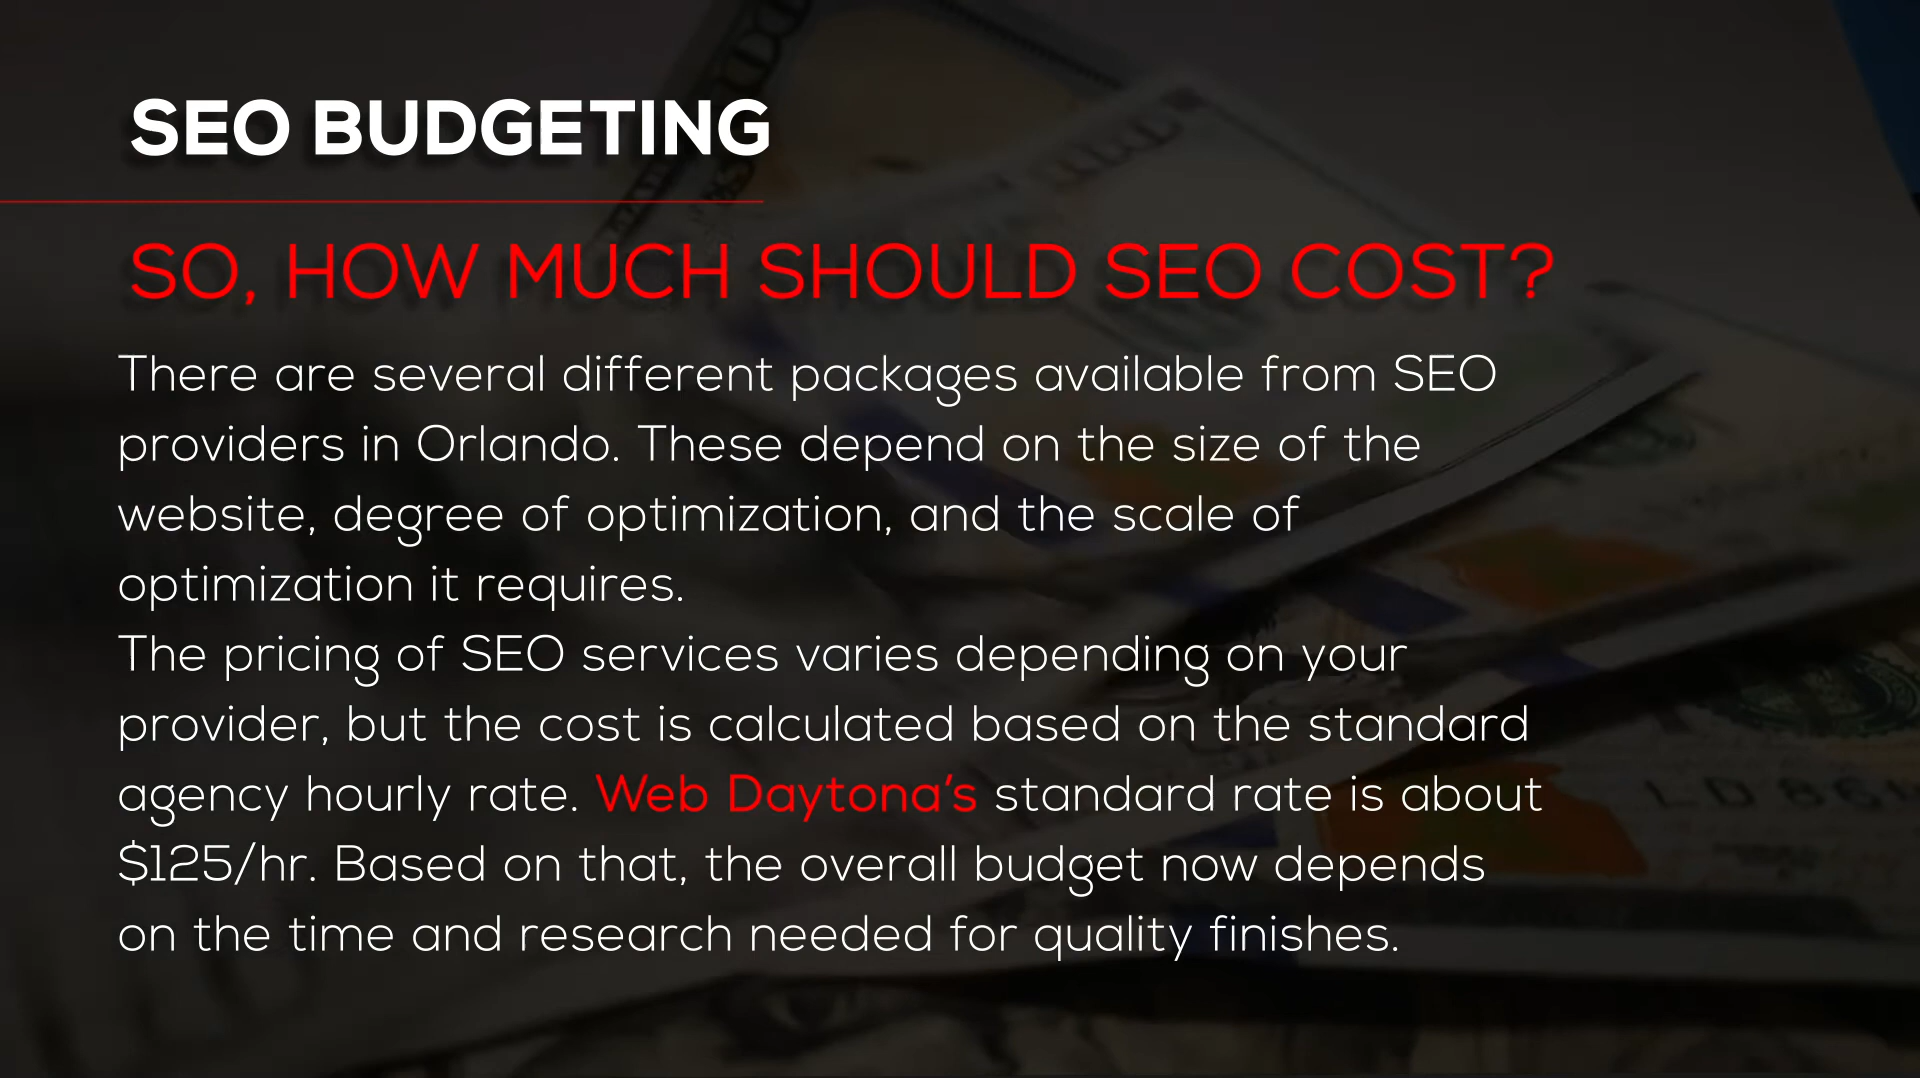 SEO BUDGETING
SO, HOW MUCH SHOULD SEO COST?
There are several different packages available from SEO
providers in Orlando. These depend on the size of the
website, degree of optimization, and the scale of
optimization it requires.
The pricing of SEO services varies depending on your
provider, but the cost is calculated based on the standard
agency hourly rate. Web Daytona's standard rate is about
$125/hr. Based on that, the overall budget now depends
on the time and research needed for quality finishes.